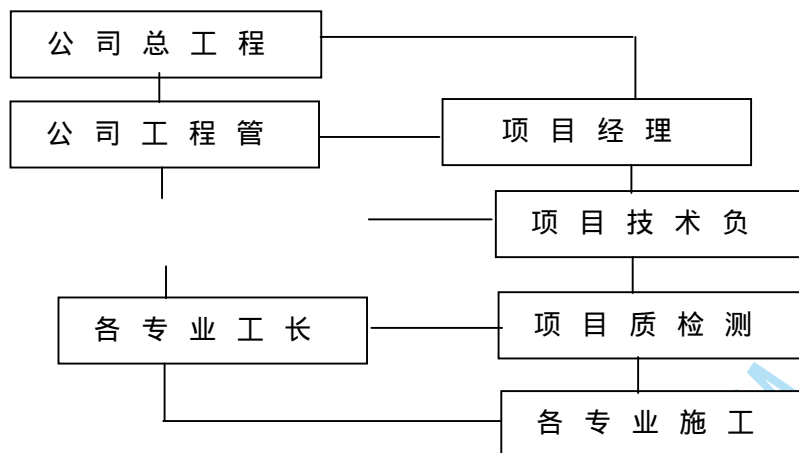 公司总工程
公司工程管
项目经理
项目技术负
各专业工长
项目质检测
各专业施工